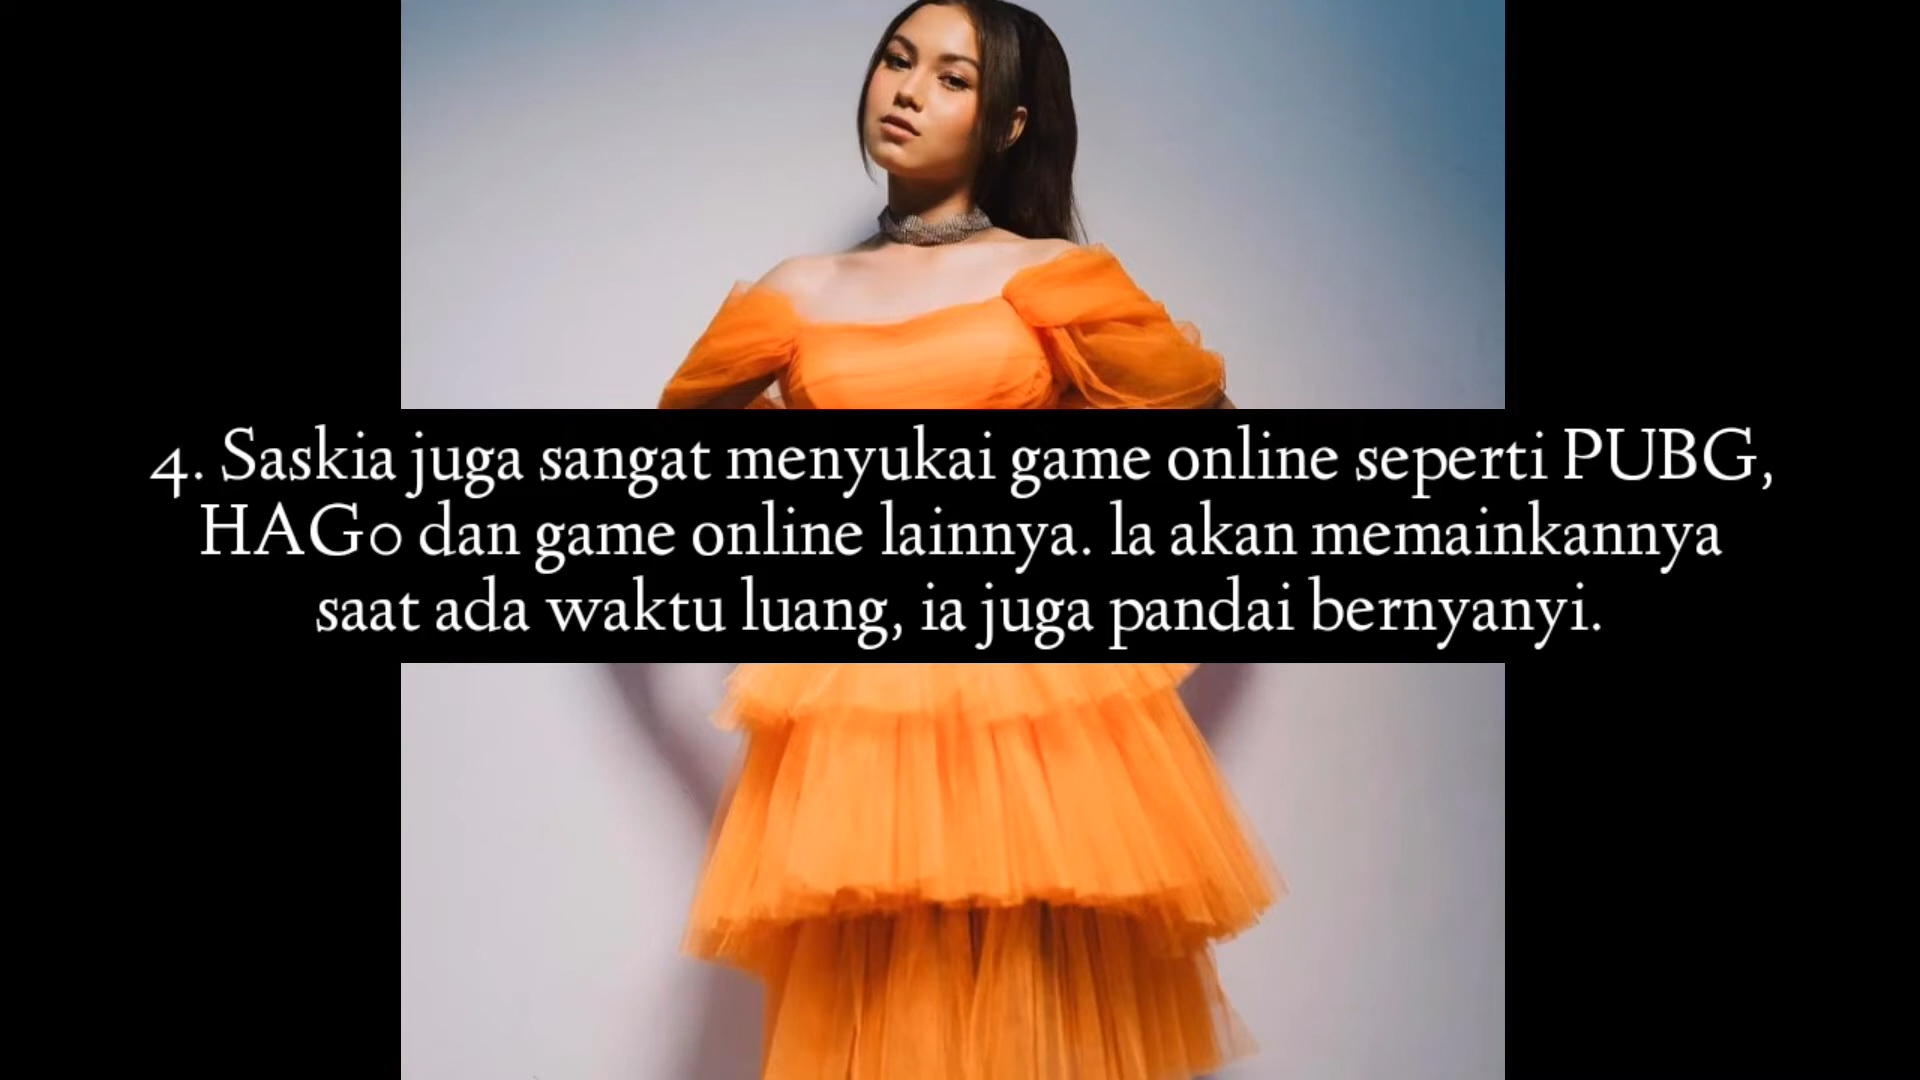 4. Saskia juga sangat menyukai game online seperti PUBG,
HAGo dan game online lainnya. la akan memainkannya
saat ada waktu luang, ia juga pandai bernyanyi.